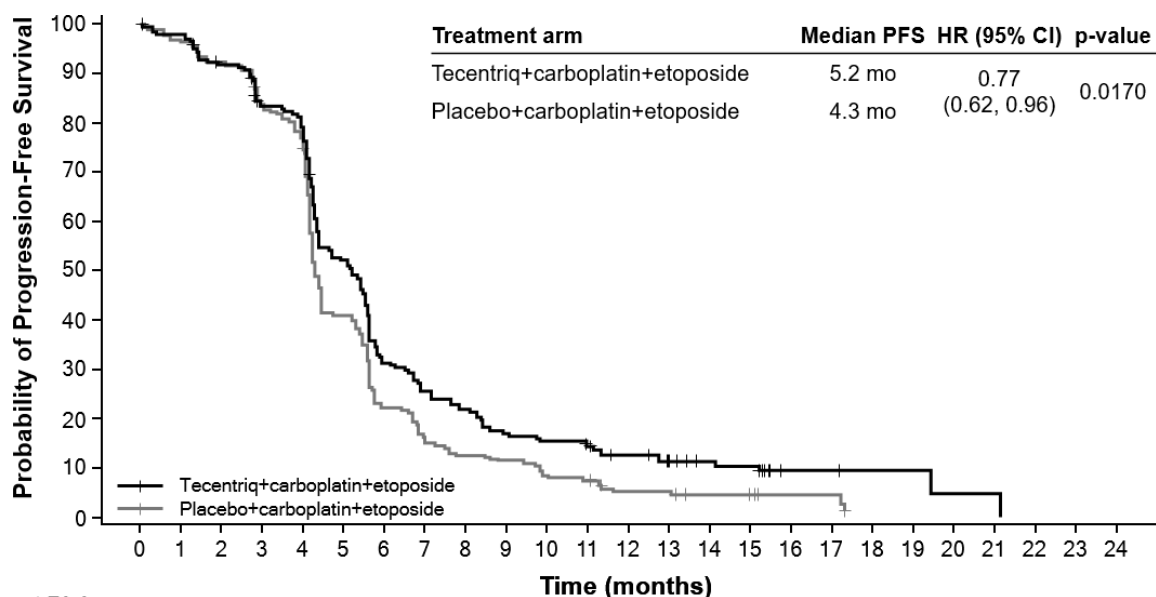 Probability of Progression-Free Survival
100
90
80
70
60
50
40
30
20
10
0
Treatment arm Median PFS HR (95% CI) p-value
Tecentriq+carboplatin+etoposide 5.2 mo 0.77
(0.62, 0.96) 0.0170
Placebo+carboplatin+etoposide 4.3 mo
Tecentriq+carboplatin+etoposide
Placebo+carboplatin+etoposide
0 1 2 3 4 5 6 7 8 9 10 11 12 13 14 15 16 17 18 19 20 21 22 23 24
Time (months)